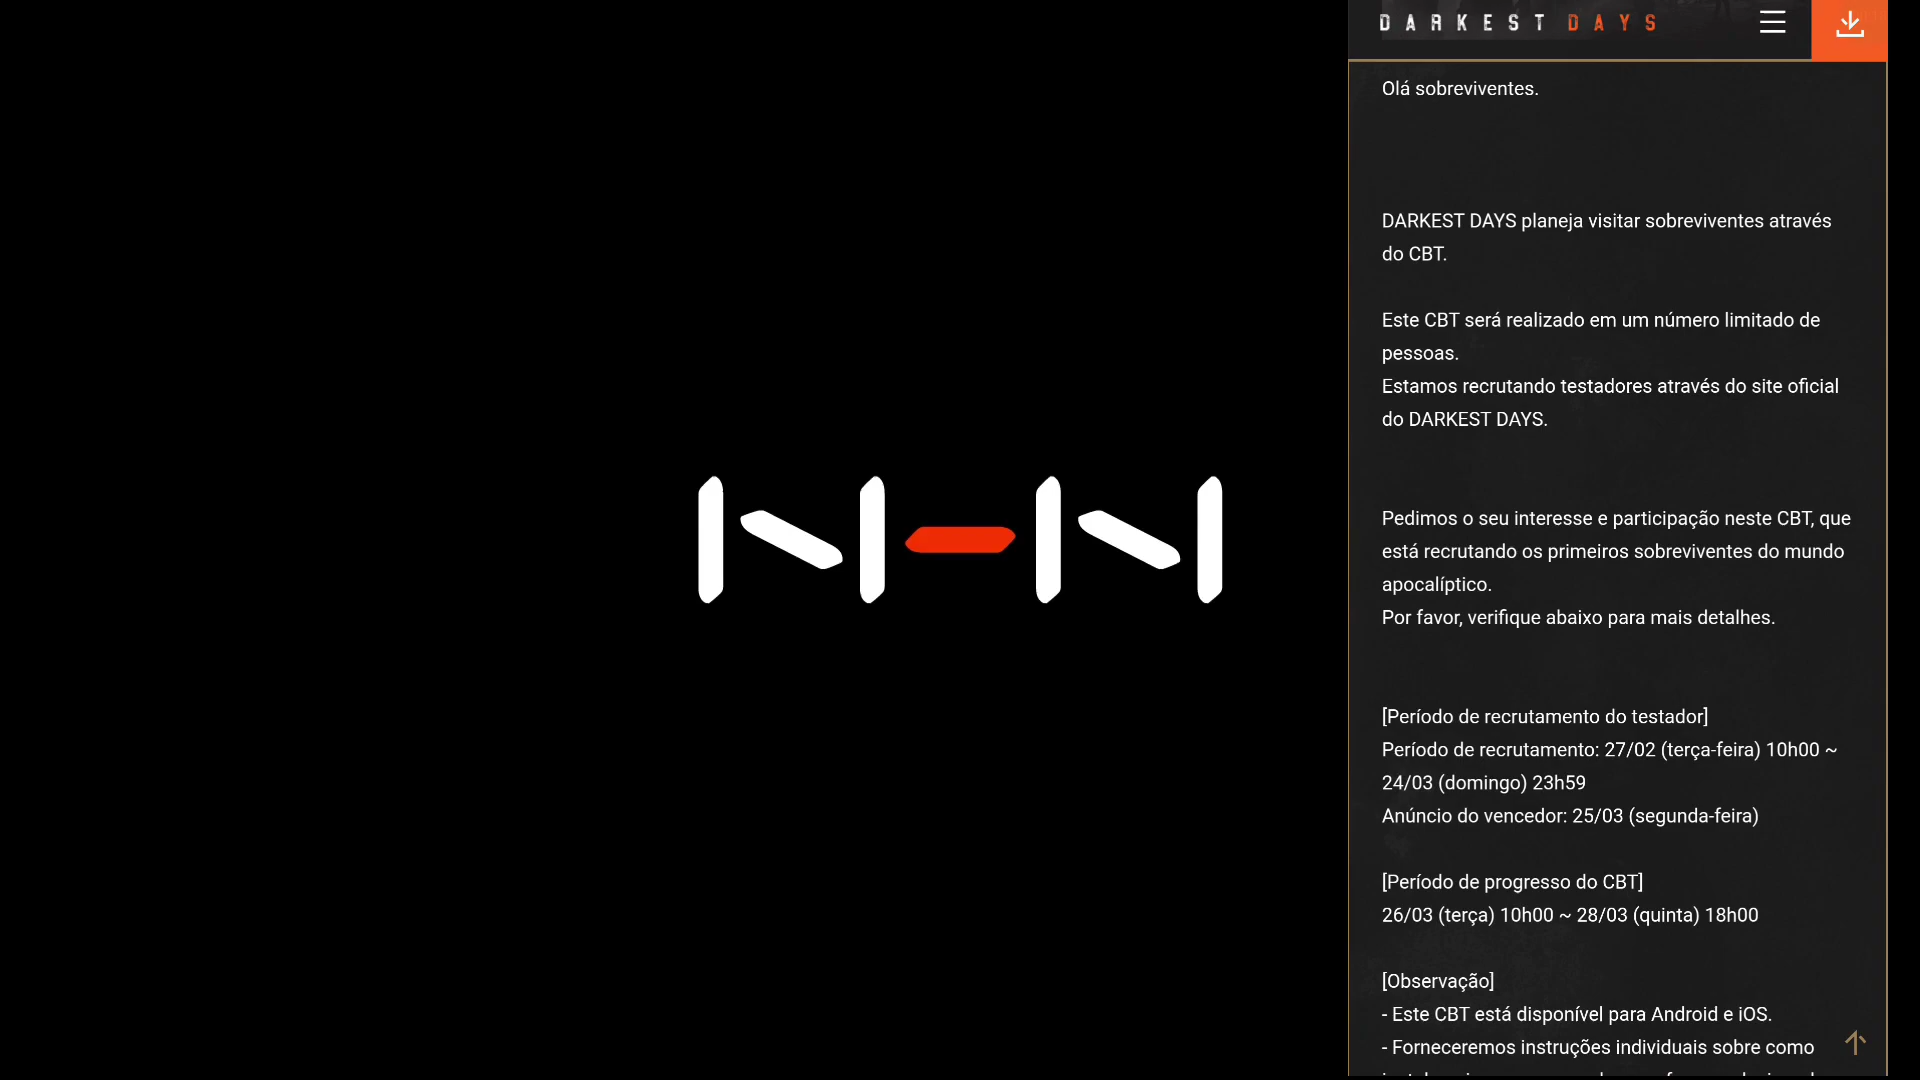 DARKEST DAYS
Olá sobreviventes.
DARKEST DAYS planeja visitar sobreviventes através
do CBT.
Este CBT será realizado em um número limitado de
pessoas.
Estamos recrutando testadores através do site oficial
do DARKEST DAYS.
Pedimos o seu interesse e participação neste CBT, que
está recrutando os primeiros sobreviventes do mundo
apocalíptico.
Por favor, verifique abaixo para mais detalhes.
[Período de recrutamento do testador]
Período de recrutamento: 27/02 (terça-feira) 10h00 ~
24/03 (domingo) 23h59
Anúncio do vencedor: 25/03 (segunda-feira)
[Período de progresso do CBT]
26/03 (terça) 10h00 ~ 28/03 (quinta) 18h00
[Observação]
- Este CBT está disponível para Android e iOS.
- Forneceremos instruções individuais sobre como